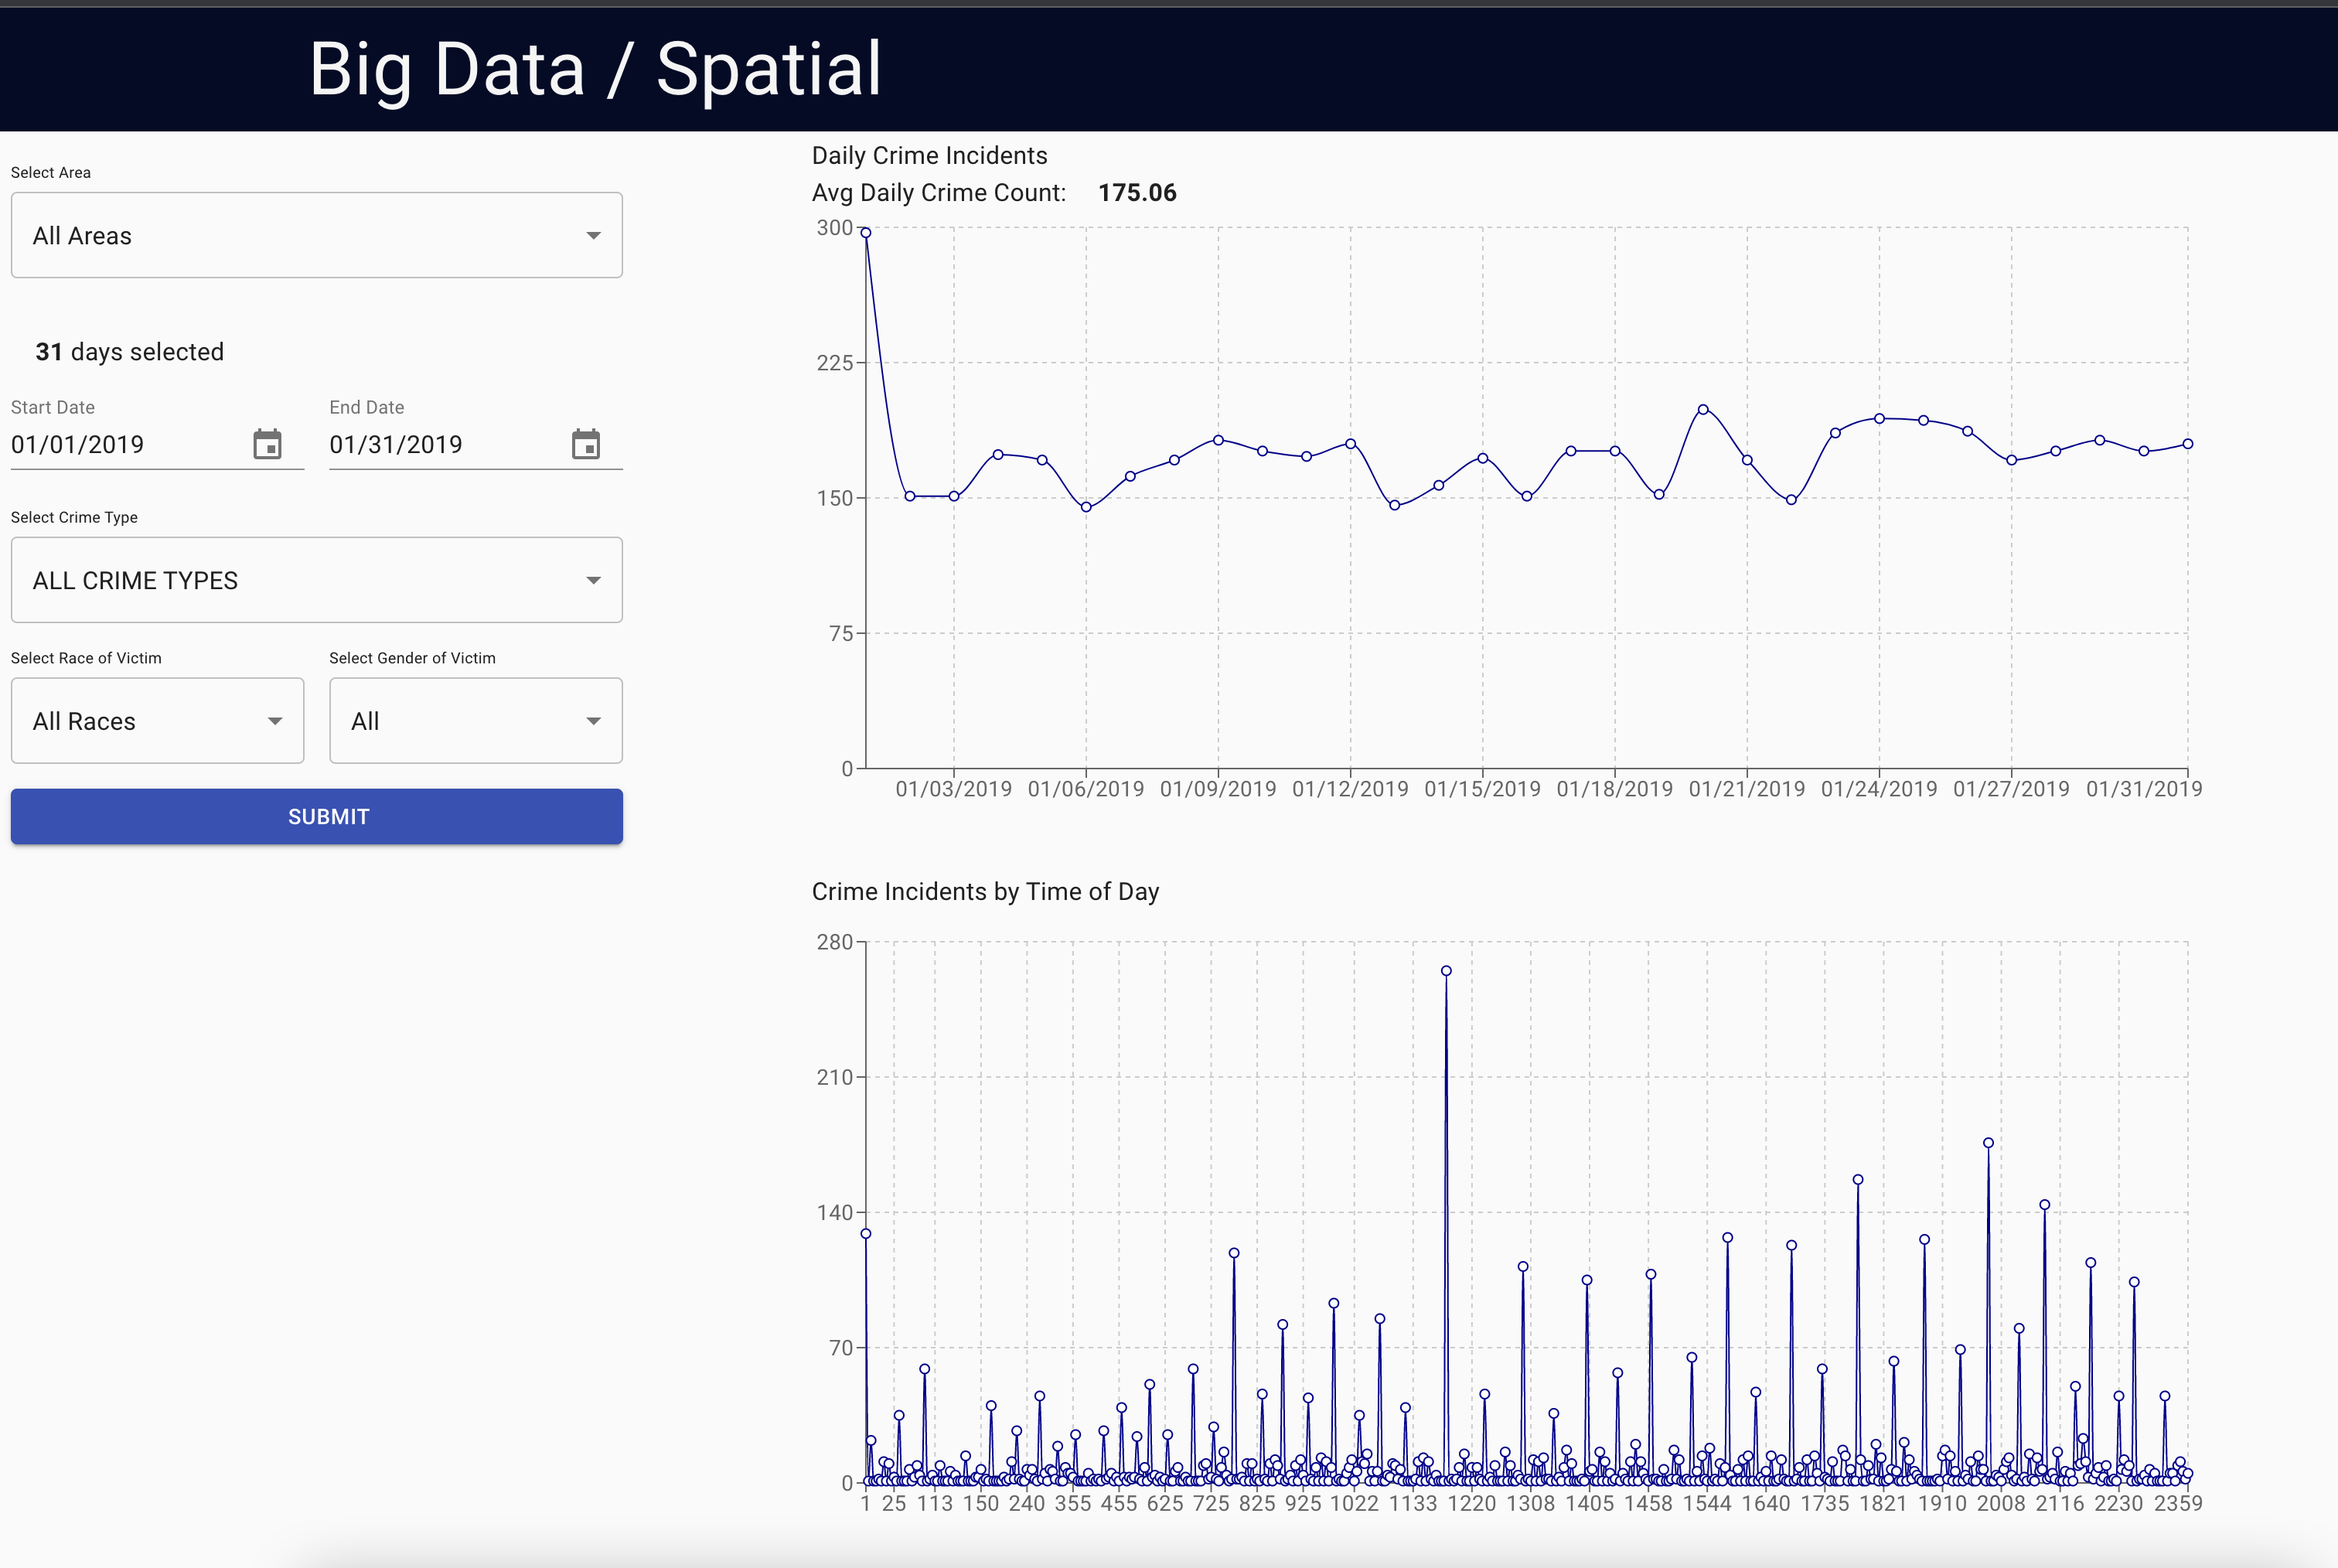 Big Data / Spatial
Select Area
All Areas
31 days selected
Start Date
End Date
01/01/2019
01/31/2019
Select Crime Type
ALL CRIME TYPES
Select Race of Victim
Select Gender of Victim
All Races
All
SUBMIT
Daily Crime Incidents
Avg Daily Crime Count: 175.06
300
225
150
75
0
01/03/2019 01/06/2019 01/09/2019 01/12/2019 01/15/2019 01/18/2019 01/21/2019 01/24/2019 01/27/2019 01/31/2019
Crime Incidents by Time of Day
280
210
140
70
0
1 25 113 150 240 355 455 625 725 825 925 1022 1133 1220 1308 1405 1458 1544 1640 1735 1821 1910 2008 2116 2230 2359